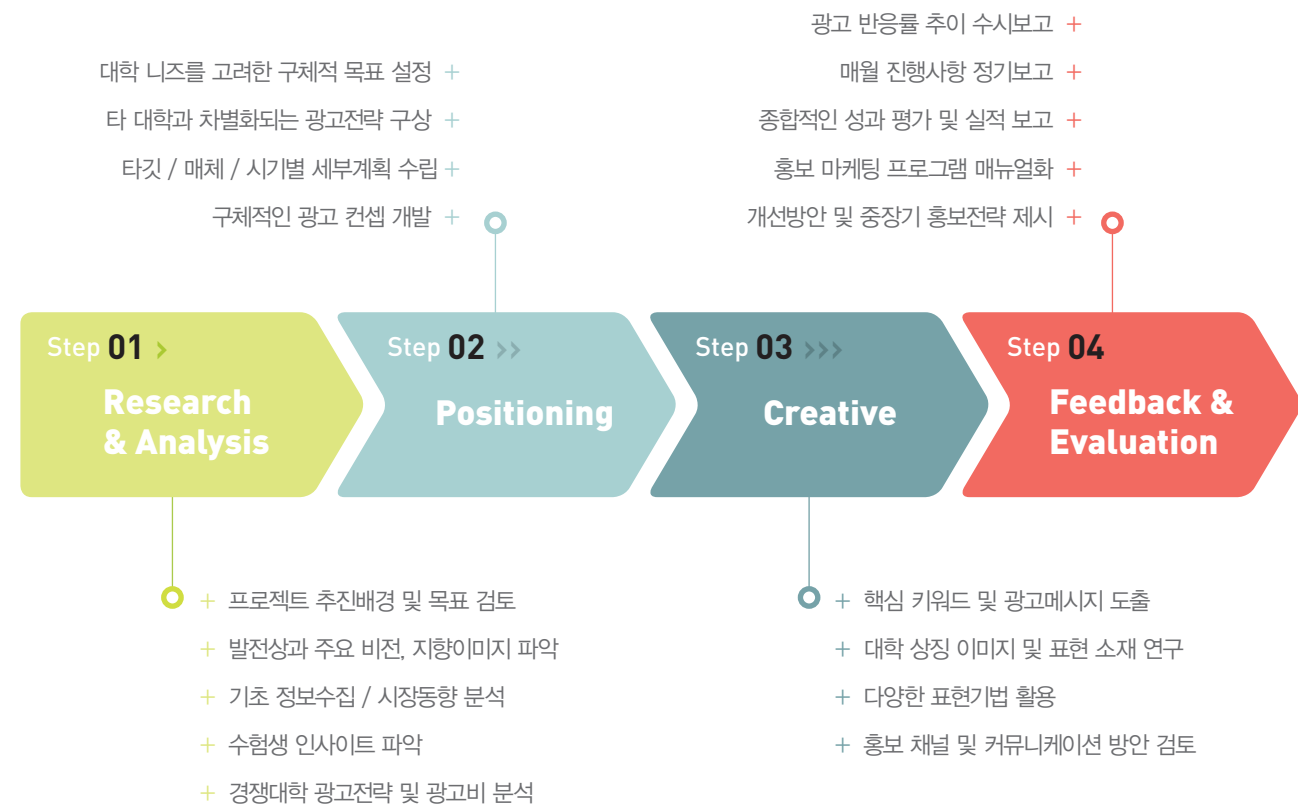 광고 반응률 추이 수시보고 +
매월 진행사항 정기보고 +
종합적인 성과 평가 및 실적 보고 +
홍보 마케팅 프로그램 매뉴얼화 +
개선방안 및 중장기 홍보전략 제시 +
대학 니즈를 고려한 구체적 목표 설정 +
타 대학과 차별화되는 광고전략 구상 +
타깃 / 매체 / 시기별 세부계획 수립 +
구체적인 광고 컨셉 개발 +
Step 01 >
Research
& Analysis
Step 02 >>
Positioning
Step 03 >>>
Creative
Step 04
Feedback &
Evaluation
+ 프로젝트 추진배경 및 목표 검토
+ 발전상과 주요 비전, 지향이미지 파악
+ 기초 정보수집 / 시장동향 분석
+ 수험생 인사이트 파악
+ 경쟁대학 광고전략 및 광고비 분석
+ 핵심 키워드 및 광고메시지 도출
+ 대학 상징 이미지 및 표현 소재 연구
+ 다양한 표현기법 활용
+ 홍보 채널 및 커뮤니케이션 방안 검토